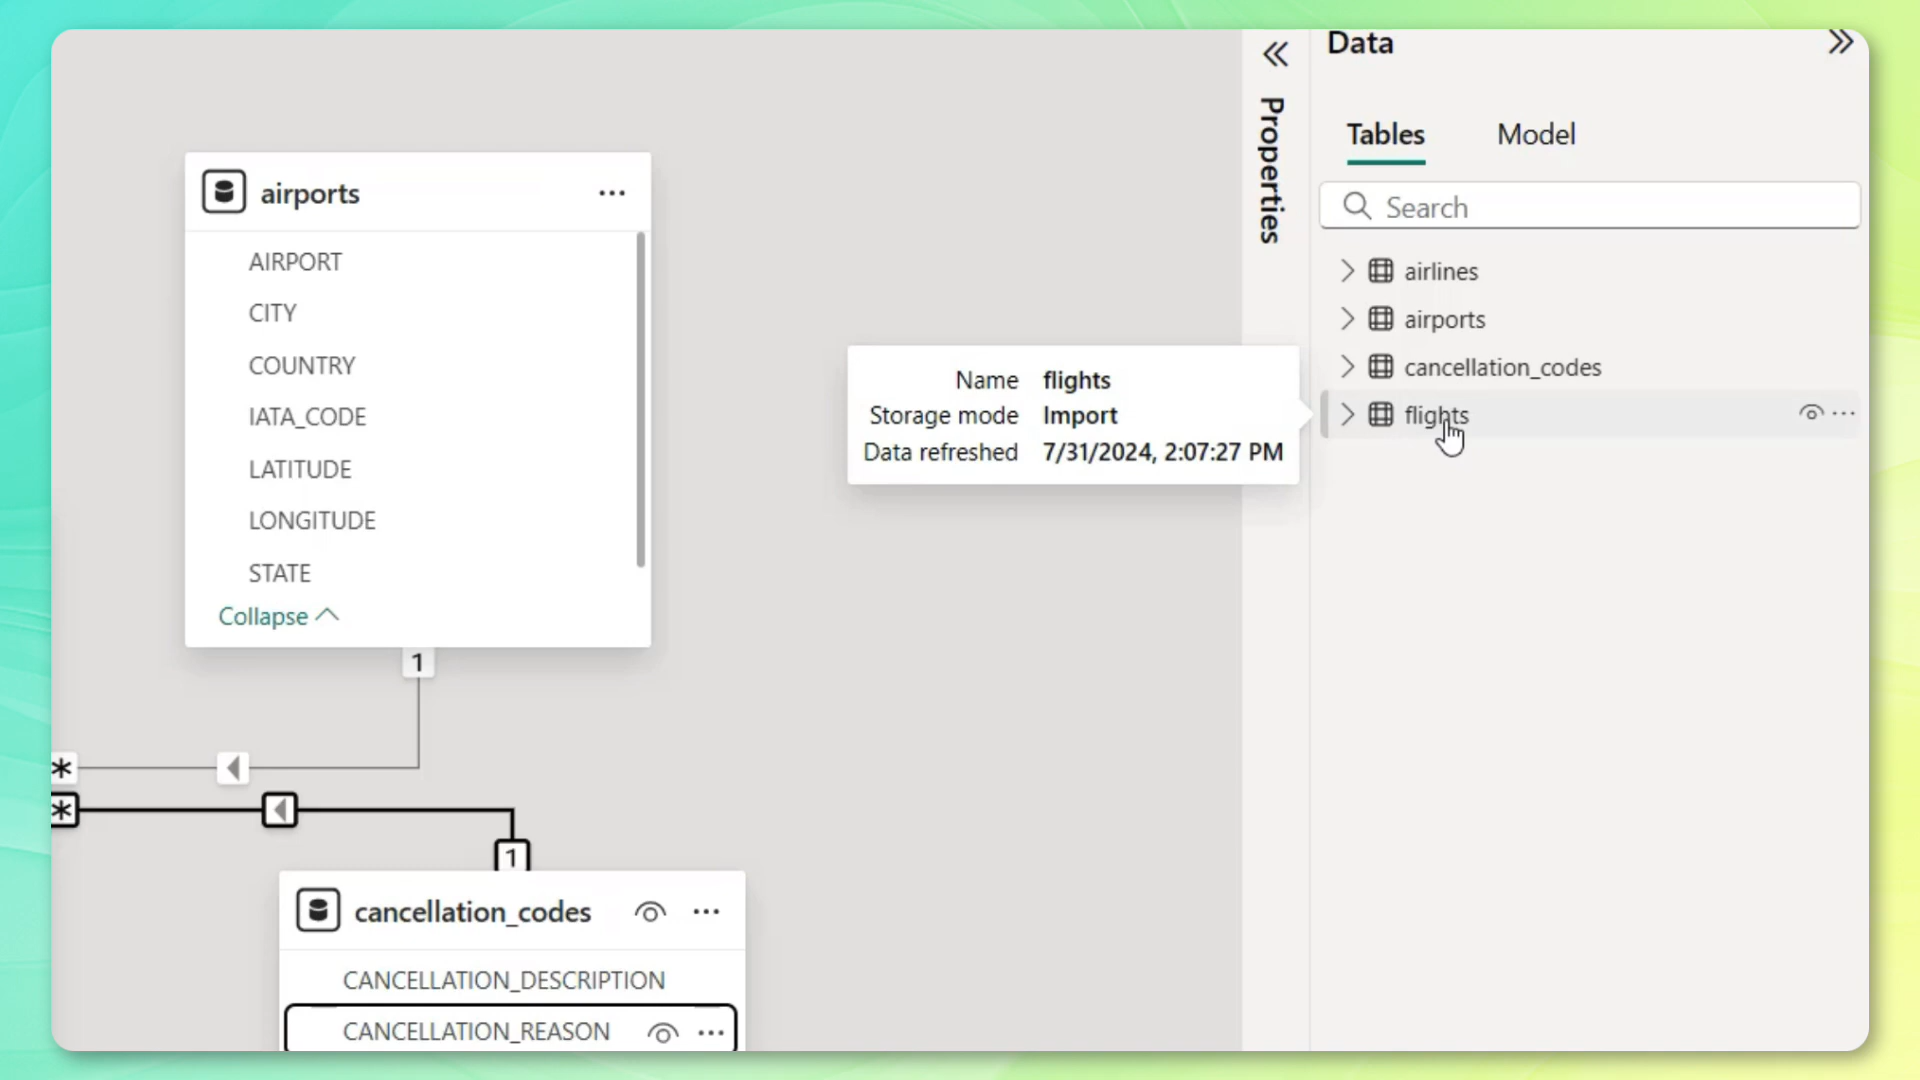 airports
AIRPORT
CITY
COUNTRY
IATA_CODE
LATITUDE
LONGITUDE
STATE
Collapse
1
*
*
1
cancellation_codes
CANCELLATION_DESCRIPTION
CANCELLATION_REASON
Name flights
Storage mode Import
Data refreshed 7/31/2024, 2:07:27 PM
Properties
Data
Tables Model
Search
airlines
airports
cancellation_codes
flights